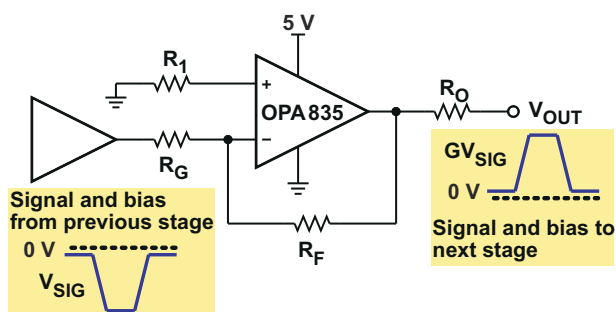 5 V
R1
+
OPA835
−
RG
RO
VOUT
RF
Signal and bias
from previous stage
0 V
VSIG
GVSIG
0 V
Signal and bias to
next stage